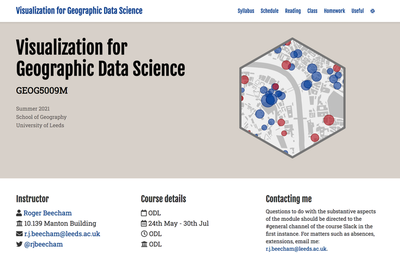 Visualization for Geographic Data Science
Syllabus Schedule Reading Class Homework Useful
Visualization for
Geographic Data Science
GEOG5009M
Summer 2021
School of Geography
University of Leeds
Instructor
Roger Beecham
10.139 Manton Building
r.j.beecham@leeds.ac.uk
@rjbeecham
Course details
ODL
24th May - 30th Jul
ODL
ODL
Contacting me
Questions to do with the substantive aspects
of the module should be directed to the
#general channel of the course Slack in the
first instance. For matters such as absences,
extensions, email me:
r.j.beecham@leeds.ac.uk.